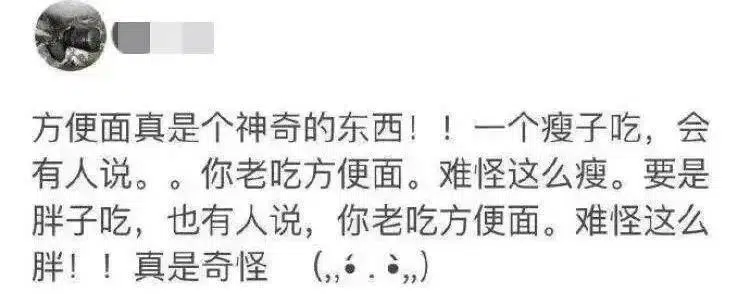 方便面真是个神奇的东西！！一个瘦子吃，会
有人说。。你老吃方便面。难怪这么瘦。要是
胖子吃，也有人说，你老吃方便面。难怪这么
胖！！真是奇怪 （,,•́ . •̀,,）